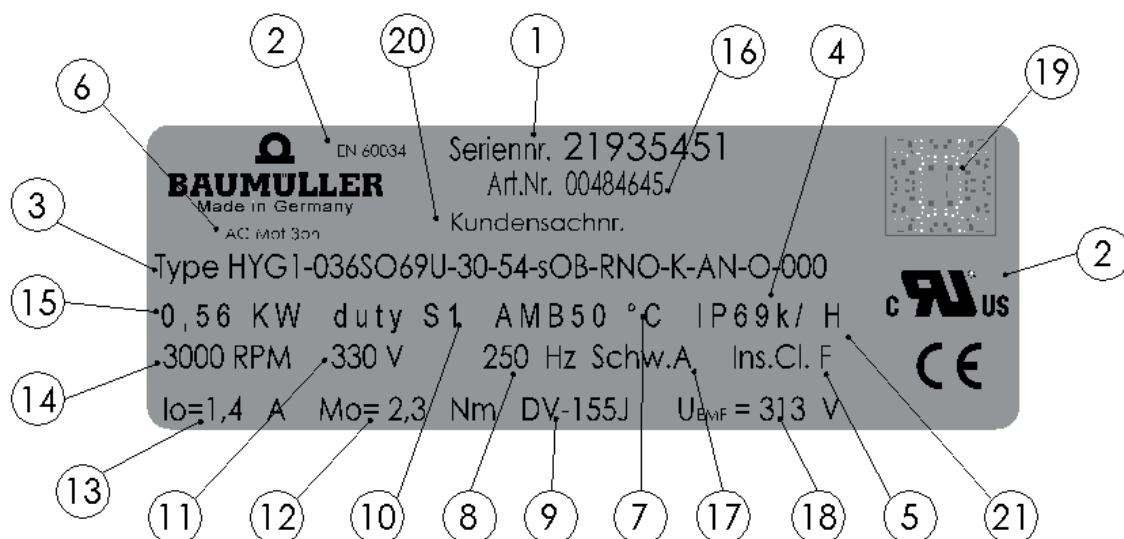 2 20 1 16 4
6 19
EN 60034 Seriennr. 21935451
BAUMÜLLER Art.Nr. 00484645
Made in Germany Kundensachnr.
3 AC Mot 3ph
Type HYG1-036SO69U-30-54-sOB-RNO-K-AN-O-000 2
15 0,56 KW duty S1 AMB50 °C IP69k/ H C RU US
14 3000 RPM 330 V 250 Hz Schw.A Ins.Cl. F CE
Io=1,4 A Mo= 2,3 Nm DV-155J UEMF = 313 V
13 11 12 10 8 9 7 17 18 5 21